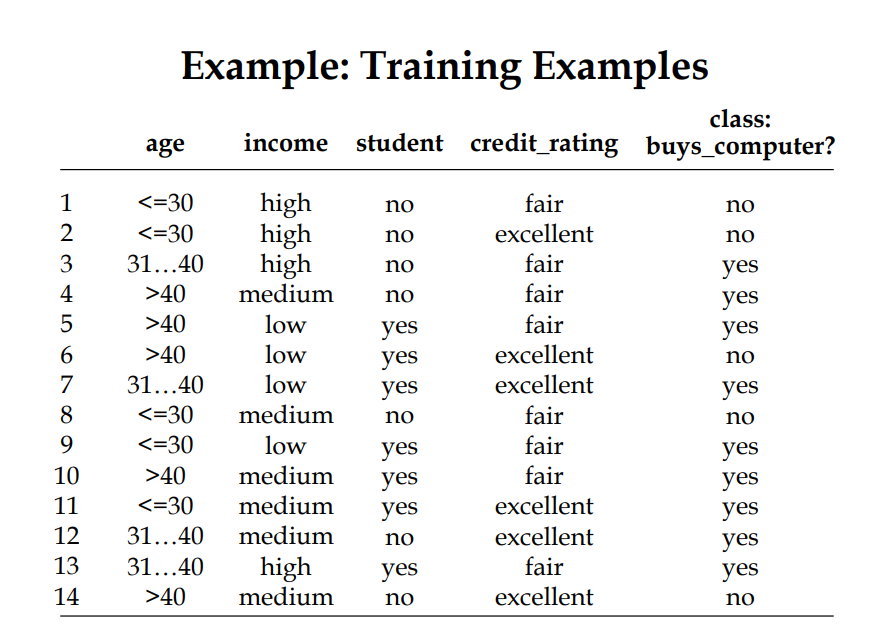 Example: Training Examples
class:
age income student credit_rating buys_computer?
1 <=30 high no fair no
2 <=30 high no excellent no
3 31…40 high no fair yes
4 >40 medium no fair yes
5 >40 low yes fair yes
6 >40 low yes excellent no
7 31…40 low yes excellent yes
8 <=30 medium no fair no
9 <=30 low yes fair yes
10 >40 medium yes fair yes
11 <=30 medium yes excellent yes
12 31…40 medium no excellent yes
13 31…40 high yes fair yes
14 >40 medium no excellent no